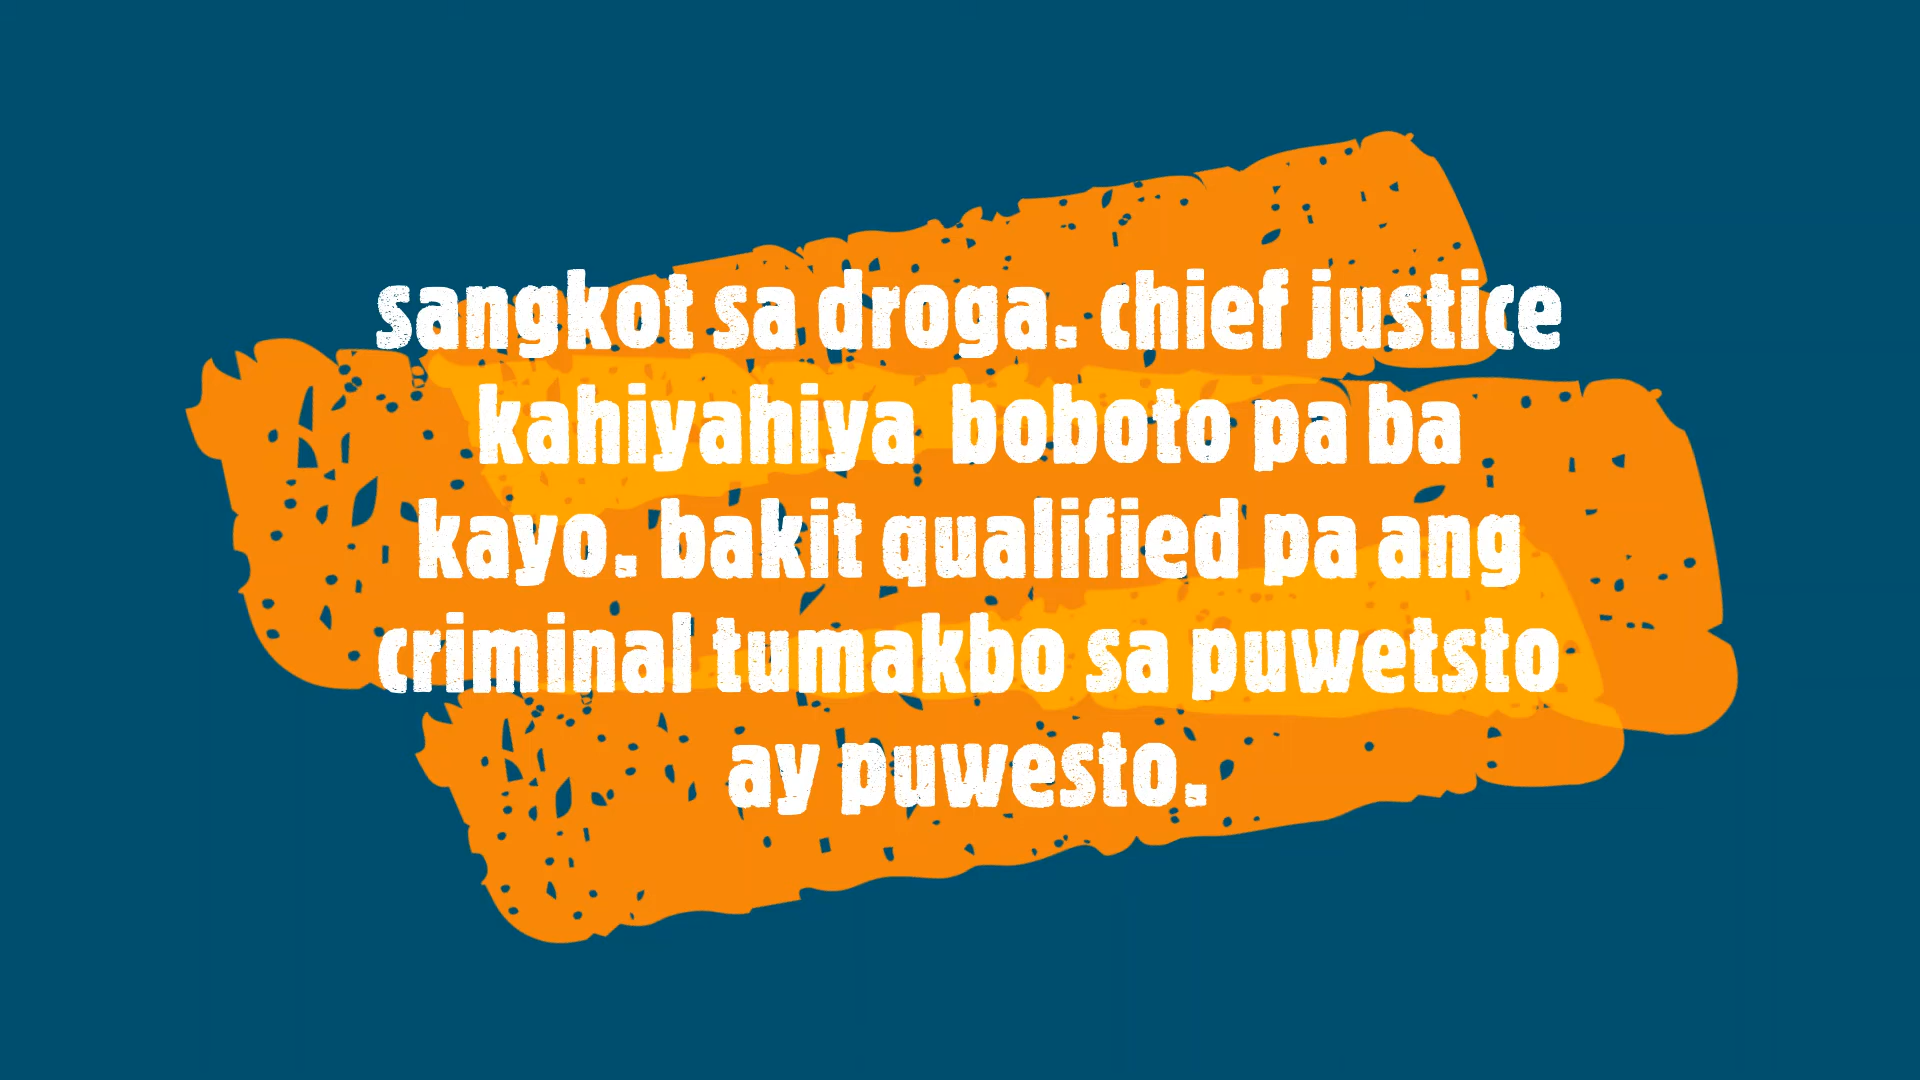 sangkot sa droga. chief justice
kahiyahiya boboto pa ba
kayo. bakit qualified pa ang
criminal tumakbo sa puwetsto
ay puwesto.